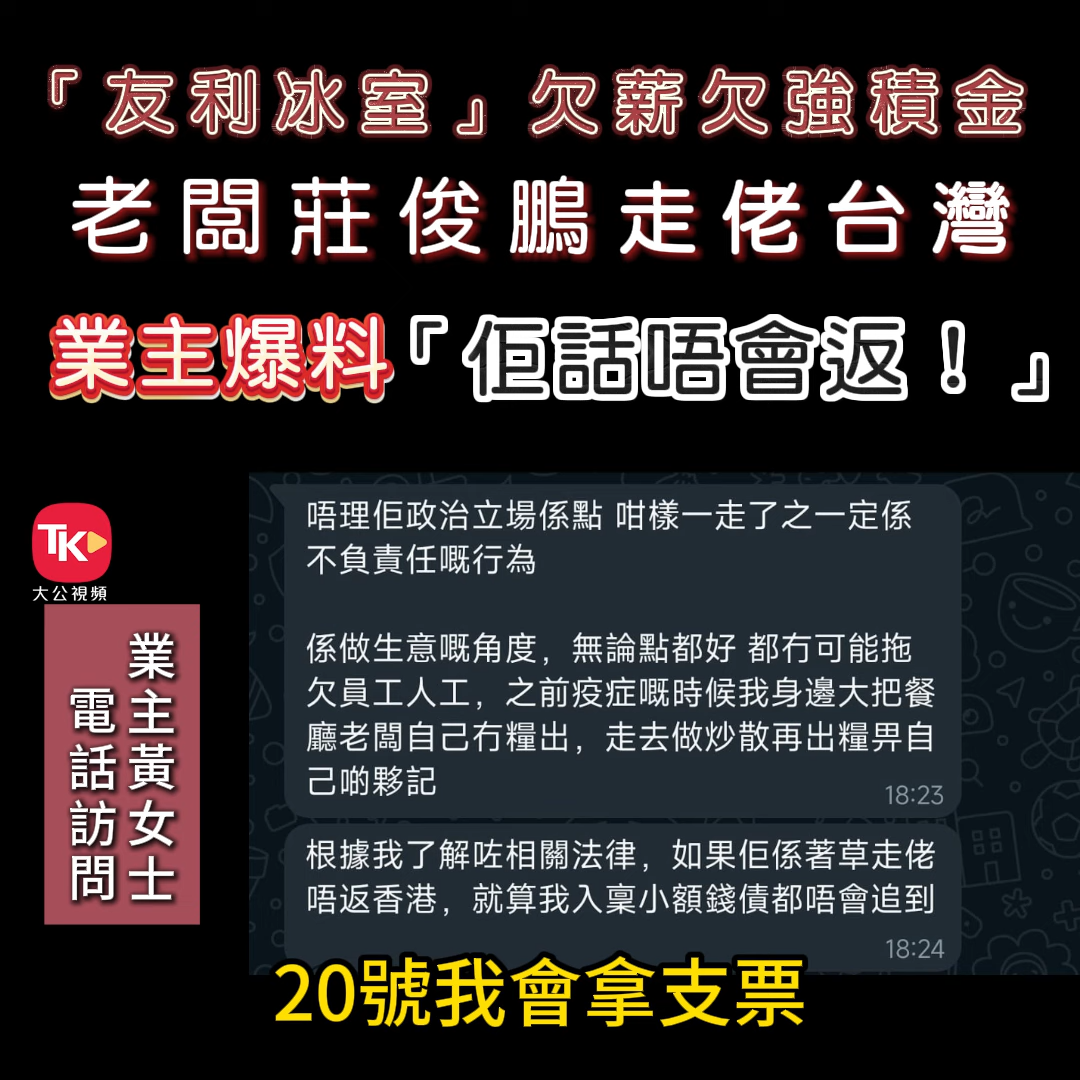 「友利冰室」欠薪欠強積金
老闆莊俊鵬走佬台灣
業主爆料「佢話唔會返！」
TK
大公視頻
業主黃女士
電話訪問
唔理佢政治立場係點 咁樣一走了之一定係
不負責任嘅行為
係做生意嘅角度，無論點都好 都冇可能拖
欠員工人工，之前疫症嘅時候我身邊大把餐
廳老闆自己冇糧出，走去做炒散再出糧畀自
己啲夥記
18:23
根據我了解咗相關法律，如果佢係著草走佬
唔返香港，就算我入稟小額錢債都唔會追到
18:24
20號我會拿支票